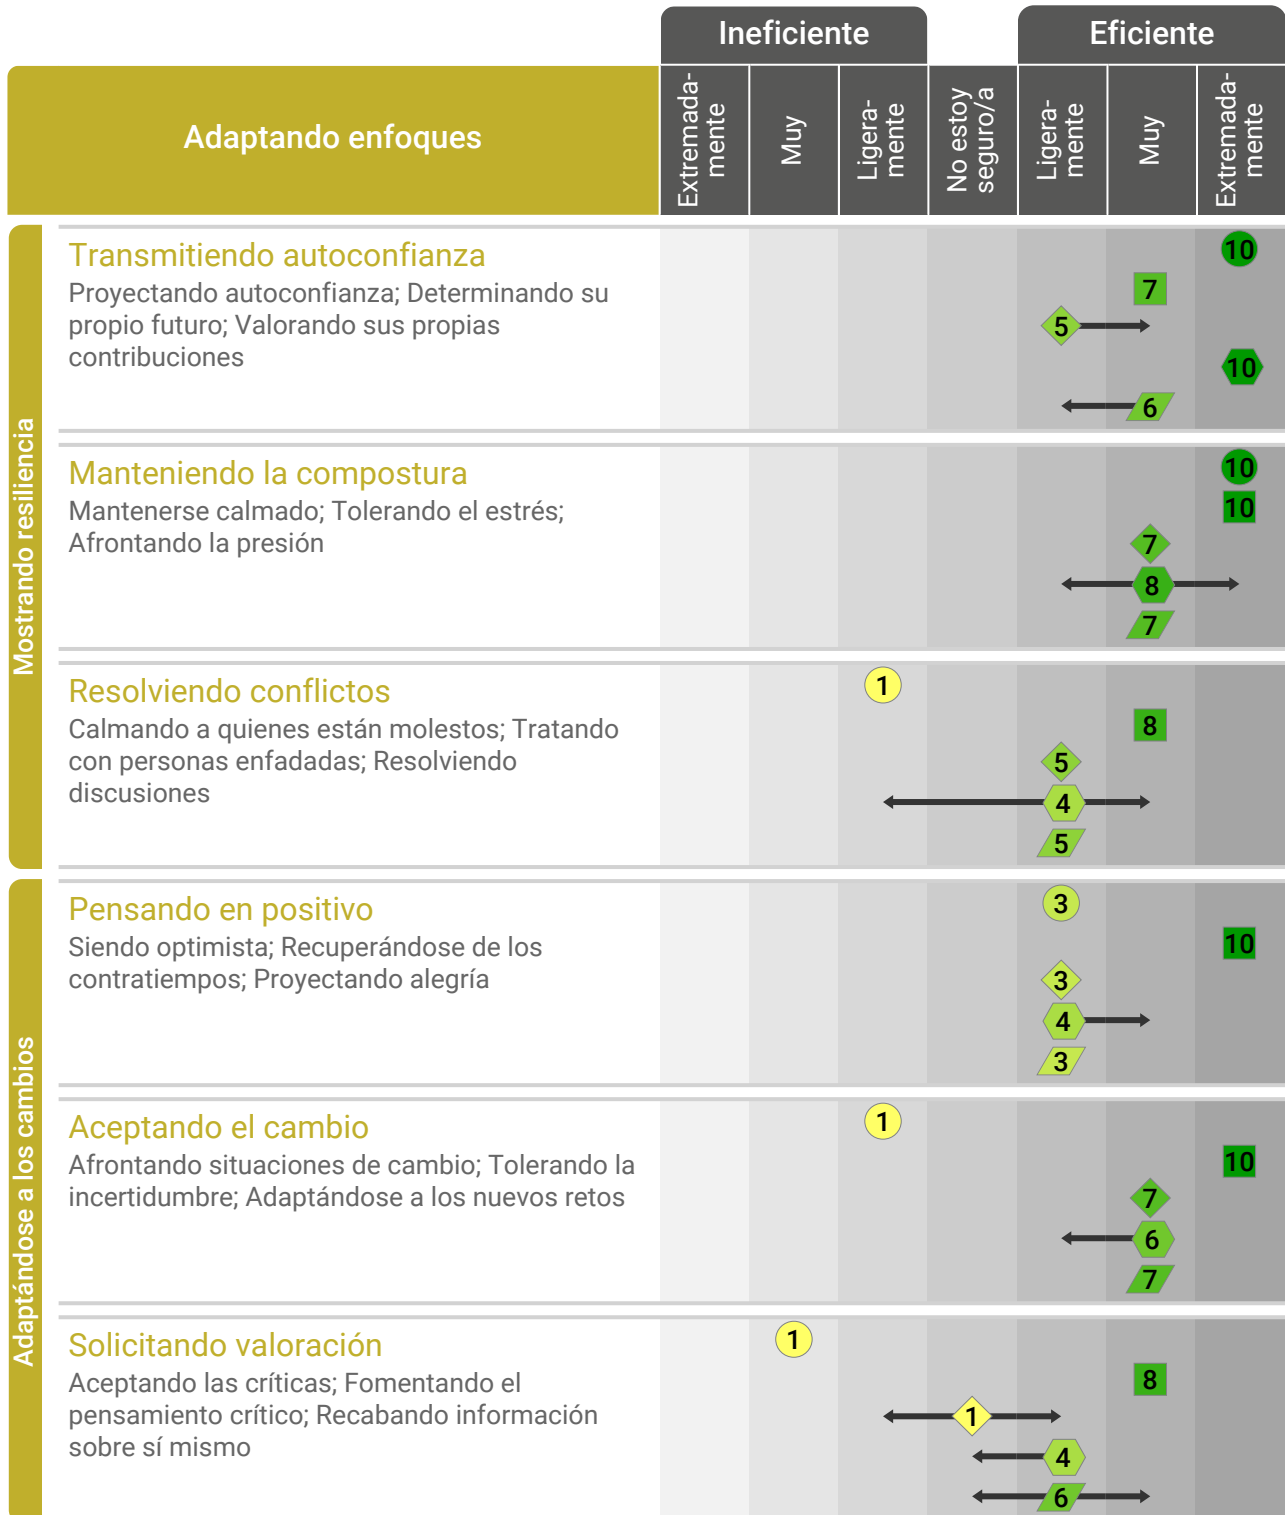 Ineficiente
Eficiente
Adaptando enfoques
Extremada-
mente
Muy
Ligera-
mente
No estoy
seguro/a
Ligera-
mente
Muy
Extremada-
mente
Mostrando resiliencia
Transmitiendo autoconfianza
Proyectando autoconfianza; Determinando su
propio futuro; Valorando sus propias
contribuciones
10
7
5
10
6
Manteniendo la compostura
Mantenerse calmado; Tolerando el estrés;
Afrontando la presión
10
10
7
8
7
Resolviendo conflictos
Calmando a quienes están molestos; Tratando
con personas enfadadas; Resolviendo
discusiones
1
8
5
4
5
Adaptándose a los cambios
Pensando en positivo
Siendo optimista; Recuperándose de los
contratiempos; Proyectando alegría
3
10
3
4
3
Aceptando el cambio
Afrontando situaciones de cambio; Tolerando la
incertidumbre; Adaptándose a los nuevos retos
1
10
7
6
7
Solicitando valoración
Aceptando las críticas; Fomentando el
pensamiento crítico; Recabando información
sobre sí mismo
1
8
1
4
6